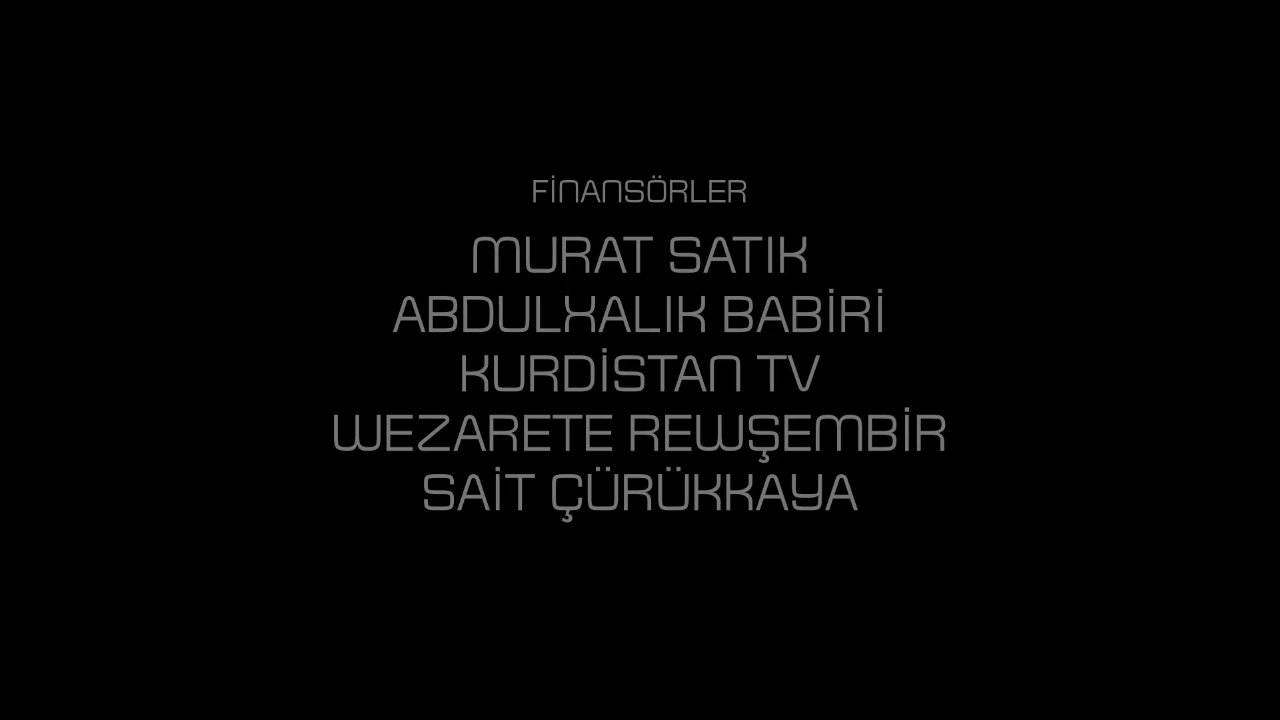 FİNANSÖRLER
MURAT SATIK
ABDULXALIK BABİRİ
KURDİSTAN TV
WEZARETE REWŞEMBİR
SAİT ÇÜRÜKKAYA